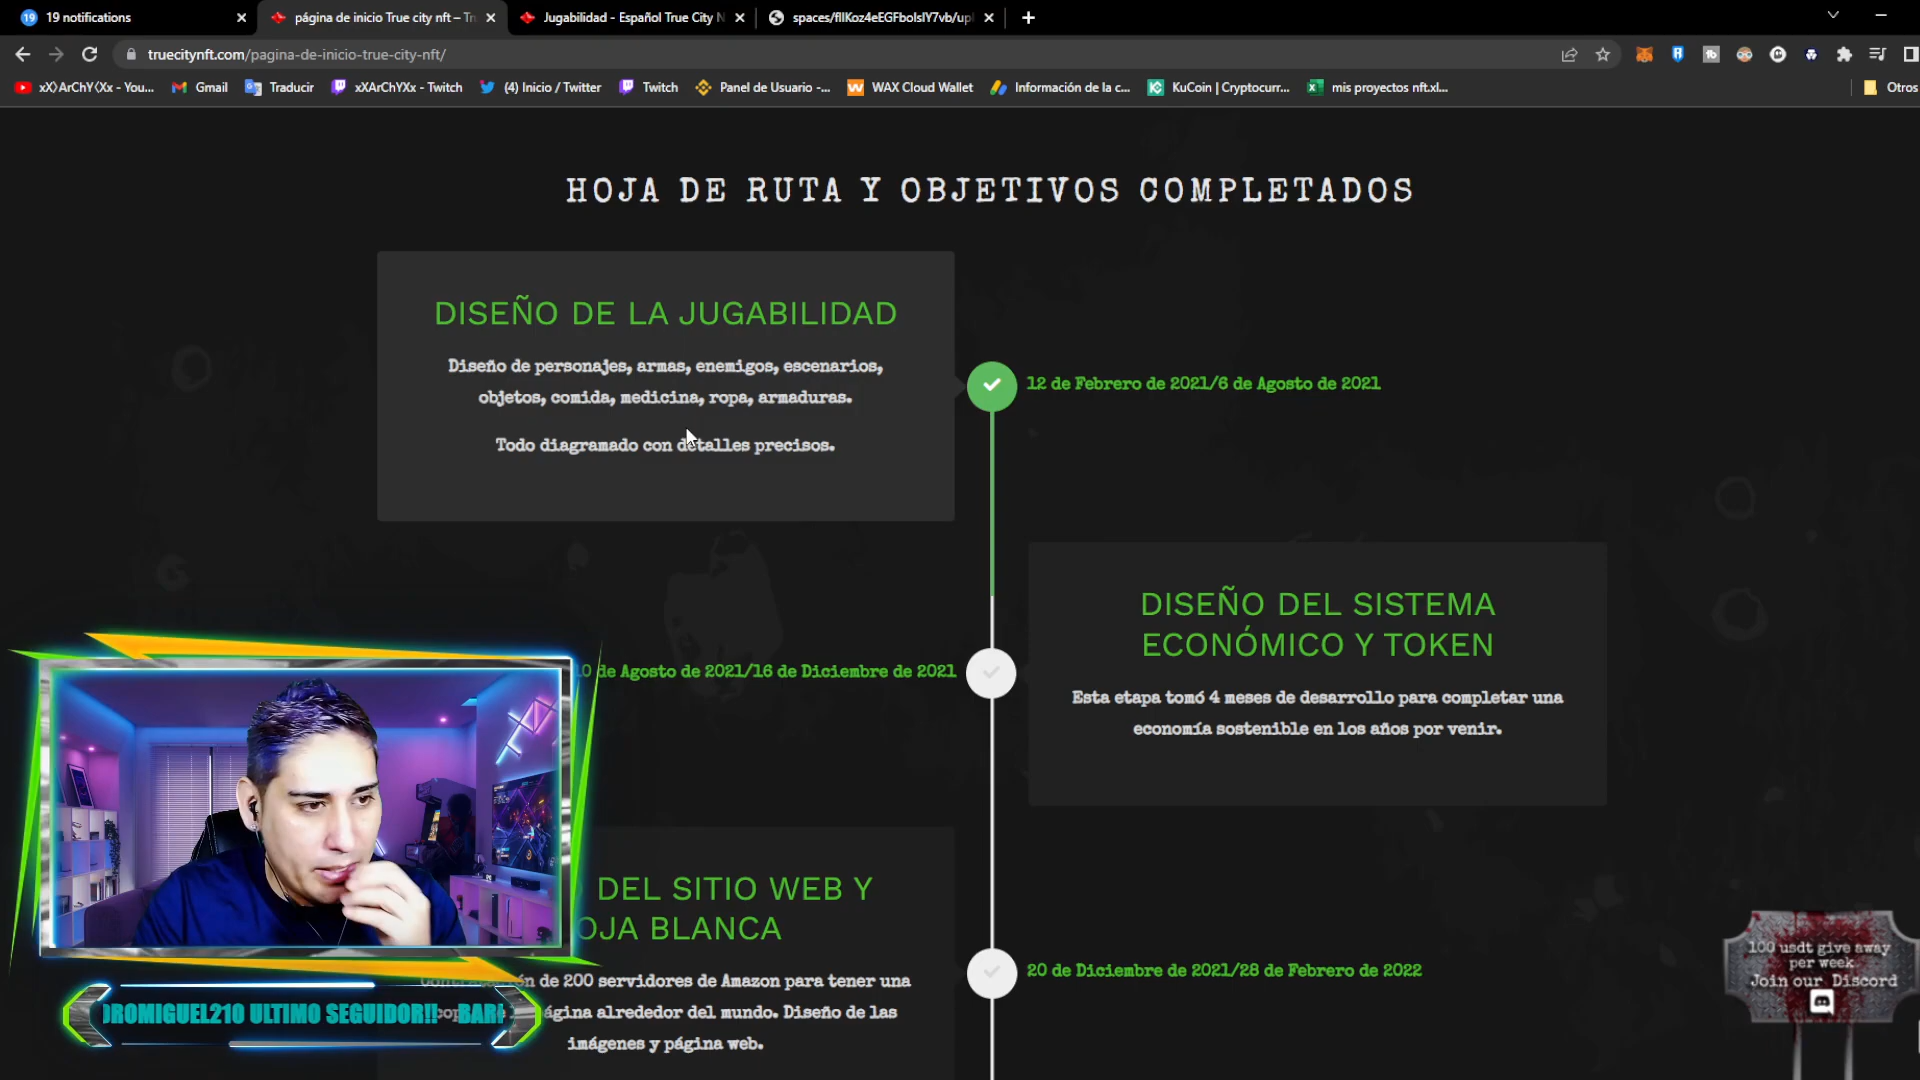 19 notifications
página de inicio True city nft – Tr
Jugabilidad - Español True City N
truecitynft.com/pagina-de-inicio-true-city-nft/
xX)ArChY(Xx - You...
Gmail
Traducir
xXArChYXx - Twitch
(4) Inicio / Twitter
Twitch
Panel de Usuario -...
WAX Cloud Wallet
Información de la c...
KuCoin | Cryptocurr...
mis proyectos nft.xl...
Otros
HOJA DE RUTA Y OBJETIVOS COMPLETADOS
DISEÑO DE LA JUGABILIDAD
Diseño de personajes, armas, enemigos, escenarios,
objetos, comida, medicina, ropa, armaduras.
Todo diagramado con detalles precisos.
12 de Febrero de 2021/6 de Agosto de 2021
DISEÑO DEL SISTEMA
ECONÓMICO Y TOKEN
Esta etapa tomó 4 meses de desarrollo para completar una
economía sostenible en los años por venir.
10 de Agosto de 2021/16 de Diciembre de 2021
DEL SITIO WEB Y
OJA BLANCA
de 200 servidores de Amazon para tener una
ágina alrededor del mundo. Diseño de las
imágenes y página web.
20 de Diciembre de 2021/28 de Febrero de 2022
ROMIGUEL210 ULTIMO SEGUIDOR!! - BAR
100 usdt give away
per week
Join our Discord